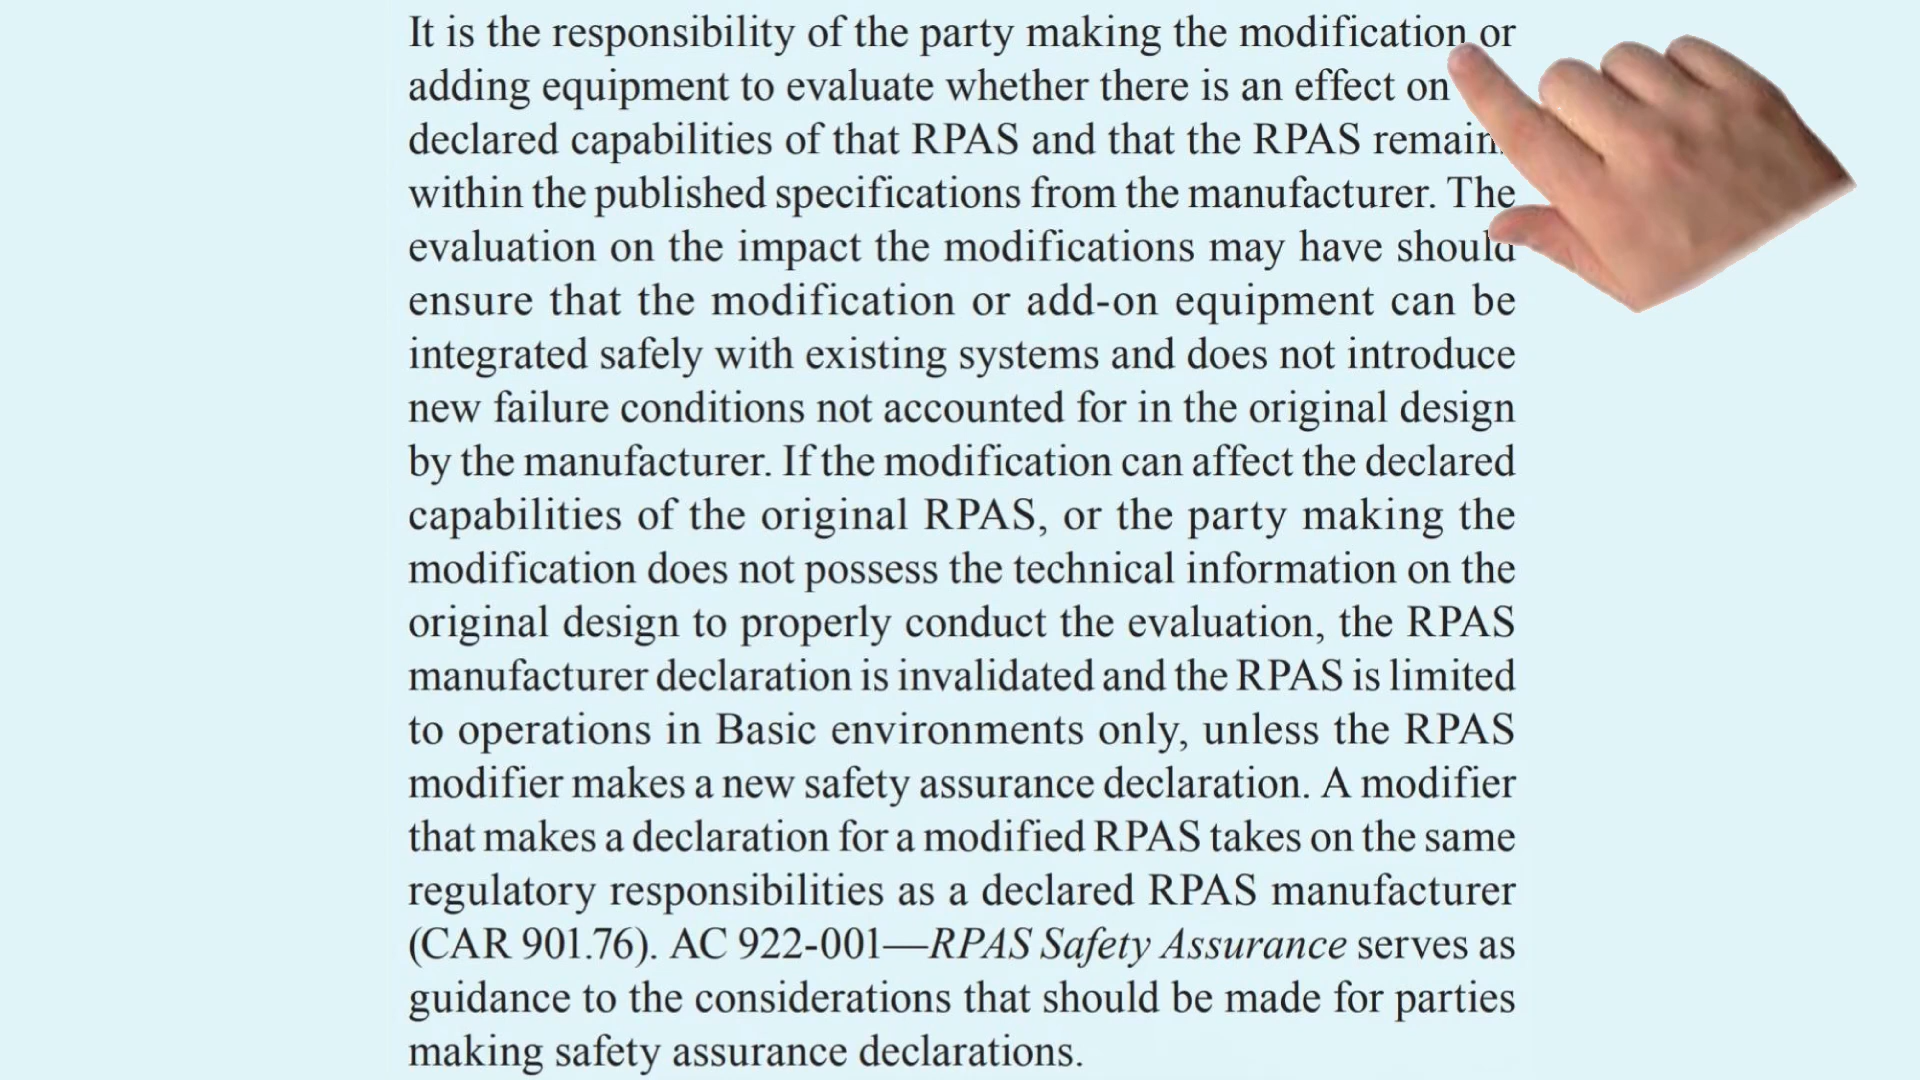 It is the responsibility of the party making the modification or
adding equipment to evaluate whether there is an effect on
declared capabilities of that RPAS and that the RPAS
within the published specifications from the manufacturer. The
evaluation on the impact the modifications may have should
ensure that the modification or add-on equipment can be
integrated safely with existing systems and does not introduce
new failure conditions not accounted for in the original design
by the manufacturer. If the modification can affect the declared
capabilities of the original RPAS, or the party making the
modification does not possess the technical information on the
original design to properly conduct the evaluation, the RPAS
manufacturer declaration is invalidated and the RPAS is limited
to operations in Basic environments only, unless the RPAS
modifier makes a new safety assurance declaration. A modifier
that makes a declaration for a modified RPAS takes on the same
regulatory responsibilities as a declared RPAS manufacturer
(CAR 901.76). AC 922-001—RPAS Safety Assurance serves as
guidance to the considerations that should be made for parties
making safety assurance declarations.